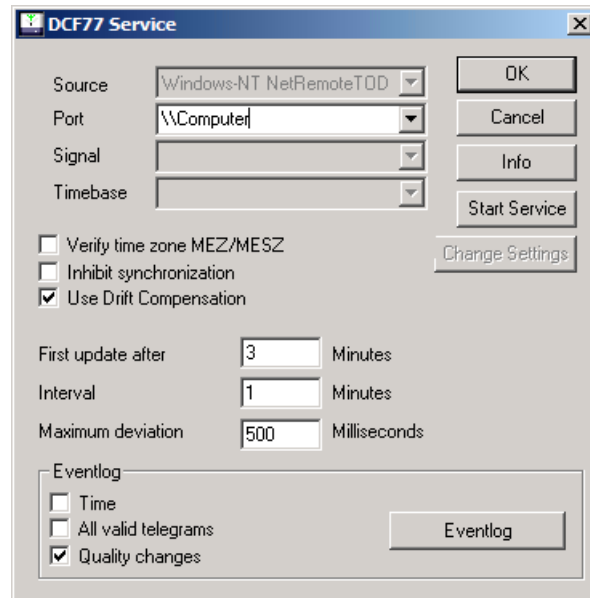 DCF77 Service
Source Windows-NT NetRemoteTOD OK
Port \\Computer Cancel
Signal Info
Timebase Start Service
Verify time zone MEZ/MESZ Change Settings
Inhibit synchronization
Use Drift Compensation
First update after 3 Minutes
Interval 1 Minutes
Maximum deviation 500 Milliseconds
Eventlog
Time
All valid telegrams Eventlog
Quality changes